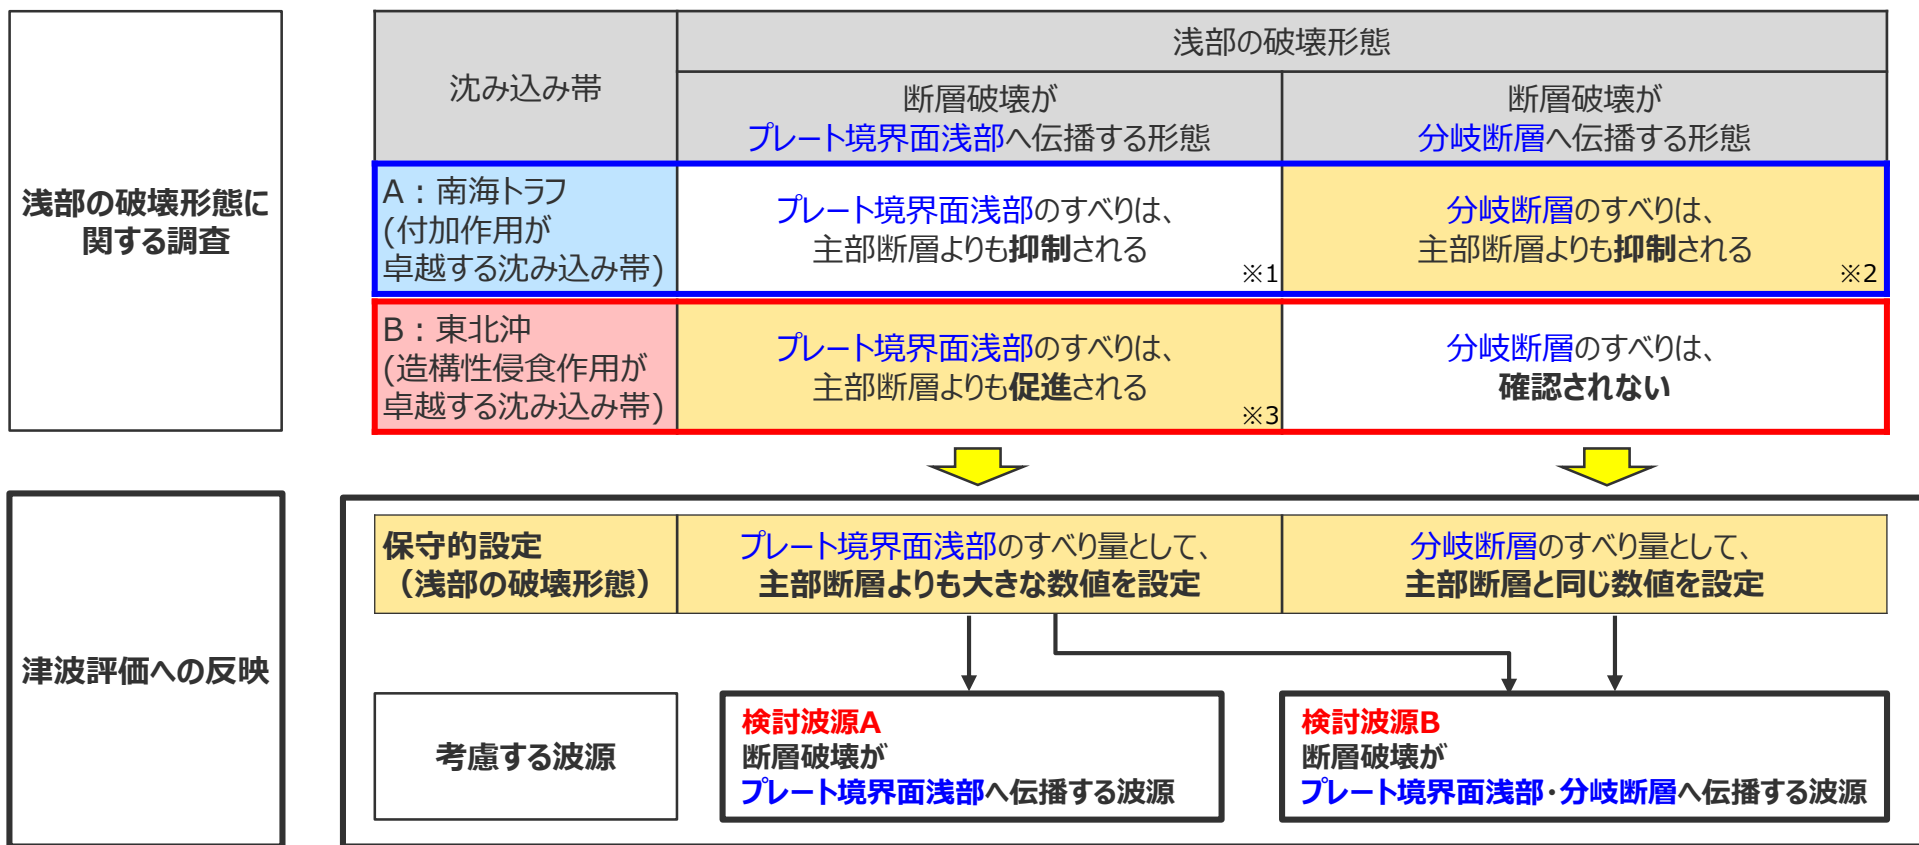 浅部の破壊形態に
関する調査
沈み込み帯
浅部の破壊形態
断層破壊が
プレート境界面浅部へ伝播する形態
断層破壊が
分岐断層へ伝播する形態
A：南海トラフ
(付加作用が
卓越する沈み込み帯)
プレート境界面浅部のすべりは、
主部断層よりも抑制される
※1
分岐断層のすべりは、
主部断層よりも抑制される
※2
B：東北沖
(造構性侵食作用が
卓越する沈み込み帯)
プレート境界面浅部のすべりは、
主部断層よりも促進される
※3
分岐断層のすべりは、
確認されない
津波評価への反映
保守的設定
（浅部の破壊形態）
プレート境界面浅部のすべり量として、
主部断層よりも大きな数値を設定
分岐断層のすべり量として、
主部断層と同じ数値を設定
考慮する波源
検討波源A
断層破壊が
プレート境界面浅部へ伝播する波源
検討波源B
断層破壊が
プレート境界面浅部・分岐断層へ伝播する波源